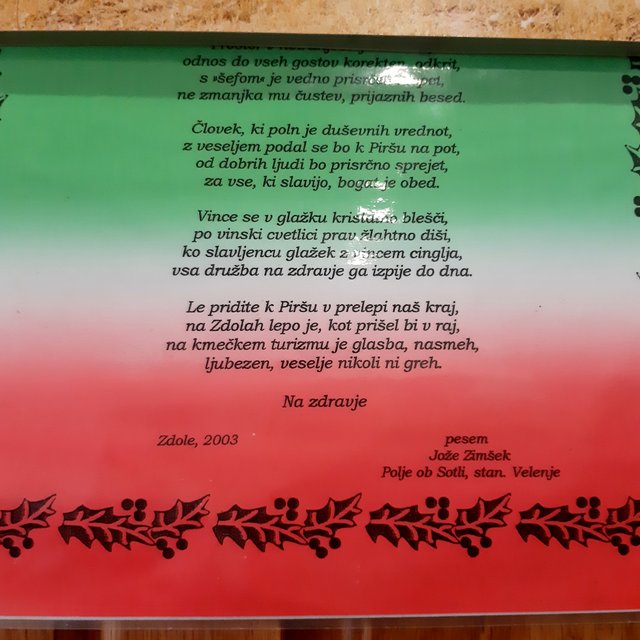 odnos do vseh gostov korekten, odkrit,
s »šefom« je vedno
ne zmanjka mu čustev, prijaznih besed.
Človek, ki poln je duševnih vrednot,
z veseljem podal se bo k Piršu na pot,
od dobrih ljudi bo prisrčno sprejet,
za vse, ki slavijo, bogat je obed.
Vince se v glažku kristalno blešči,
po vinski cvetlici prav žlahtno diši,
ko slavljencu glažek z vincem cinglja,
vsa družba na zdravje ga izpije do dna.
Le pridite k Piršu v prelepi naš kraj,
na Zdolah lepo je, kot prišel bi v raj,
na kmečkem turizmu je glasba, nasmeh,
ljubezen, veselje nikoli ni greh.
Na zdravje
Zdole, 2003
pesem
Jože Zimšek
Polje ob Sotli, stan. Velenje